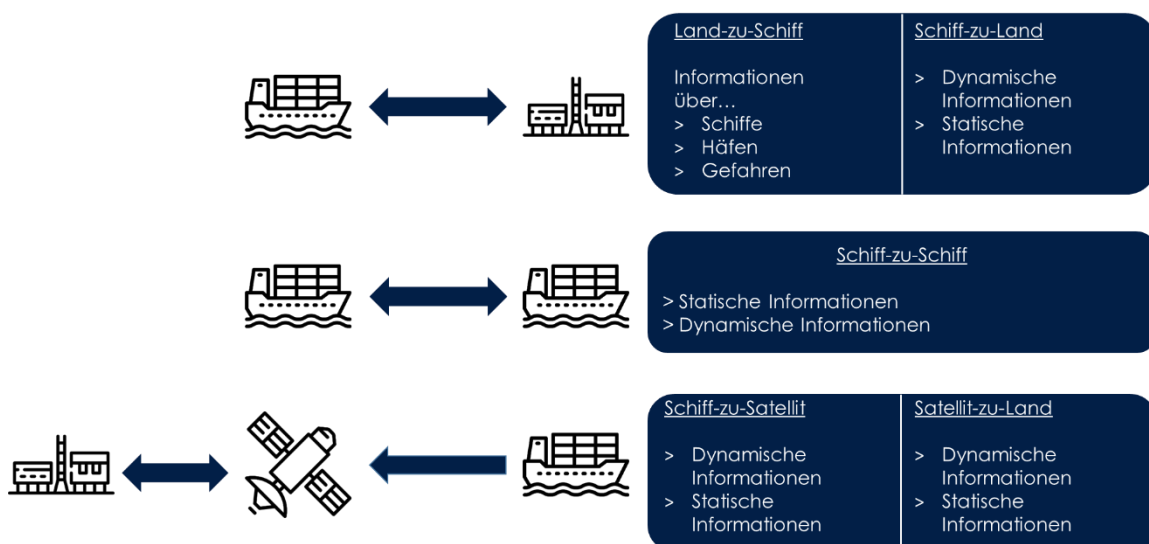 Land-zu-Schiff
Informationen
über…
> Schiffe
> Häfen
> Gefahren
Schiff-zu-Land
> Dynamische
Informationen
> Statische
Informationen
Schiff-zu-Schiff
> Statische Informationen
> Dynamische Informationen
Schiff-zu-Satellit
> Dynamische
Informationen
> Statische
Informationen
Satellit-zu-Land
> Dynamische
Informationen
> Statische
Informationen